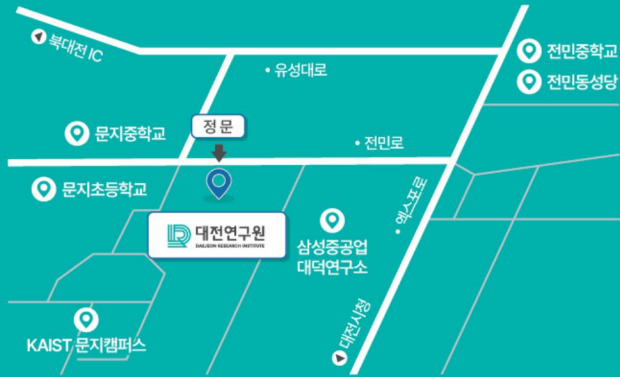 북대전 IC
전민중학교
• 유성대로
전민동성당
정문
문지중학교
• 전민로
문지초등학교
• 엑스포로
대전연구원
DAEJEON RESEARCH INSTITUTE
삼성중공업
대덕연구소
대전시청
KAIST 문지캠퍼스